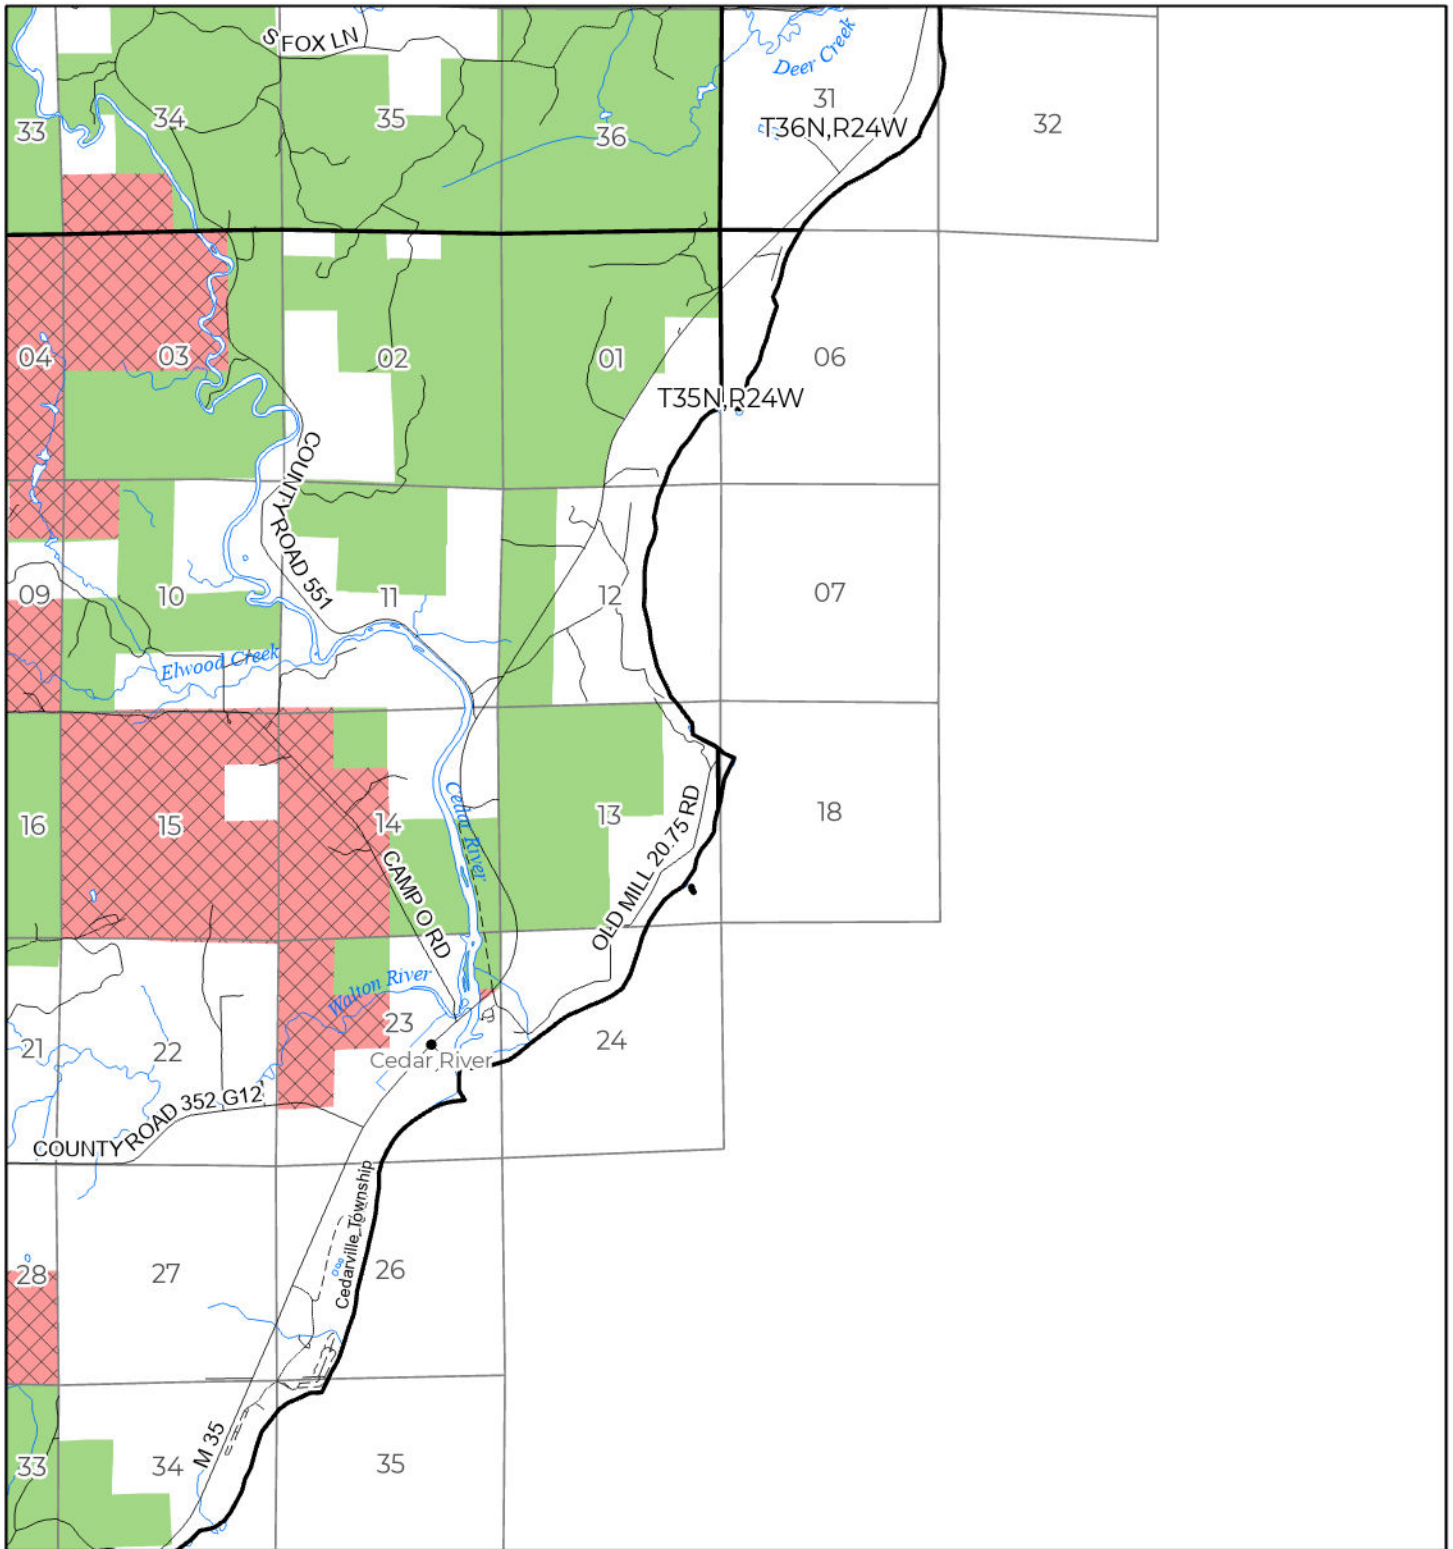 S FOX LN
Deer Creek
33
34
35
36
31
T36N,R24W
32
04
03
02
01
06
T35N,R24W
COUNTY ROAD 551
09
10
11
12
07
Elwood Creek
16
15
14
13
18
Cedar River
CAMP O RD
OLD MILL 20.75 RD
Walton River
21
22
23
24
Cedar River
COUNTY ROAD 352 G12
Cedarville Township
28
27
26
M 35
33
34
35